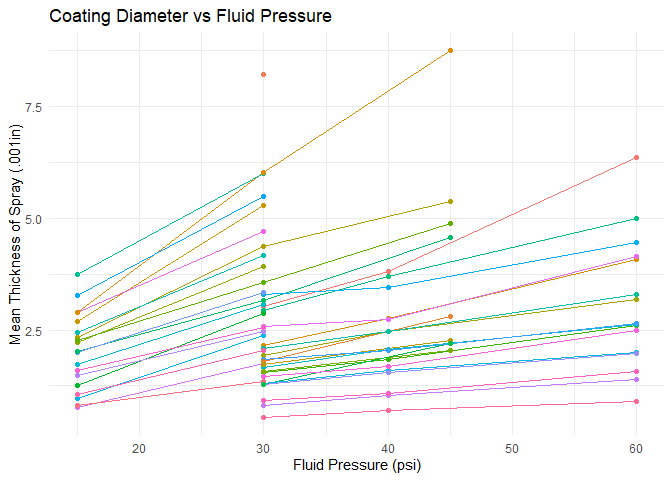 Coating Diameter vs Fluid Pressure
Mean Thickness of Spray (.001in)
7.5
5.0
2.5
20
30
40
50
60
Fluid Pressure (psi)